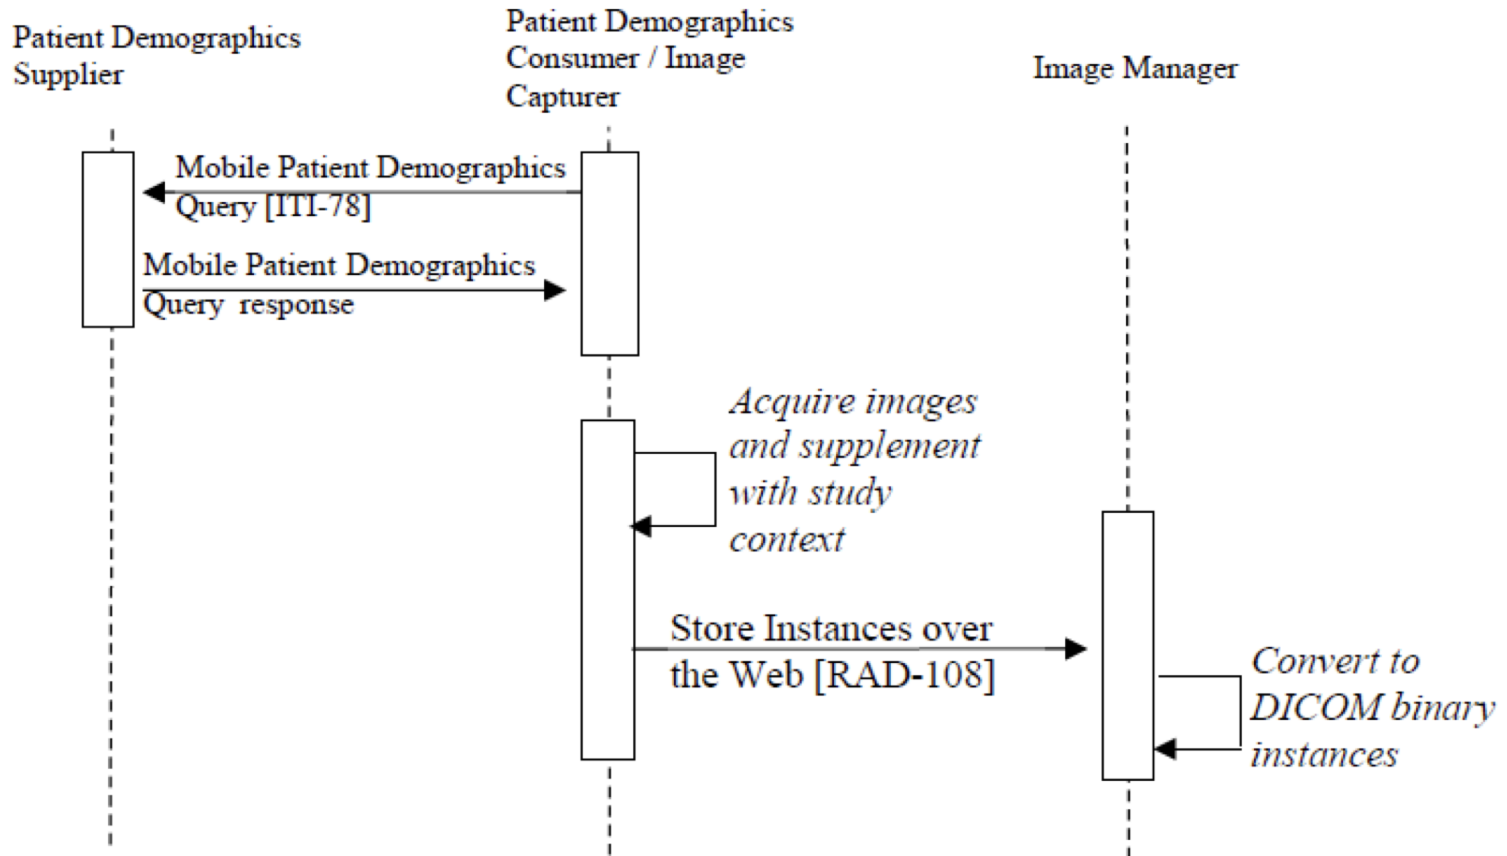 Patient Demographics
Supplier
Patient Demographics
Consumer / Image
Capturer
Image Manager
Mobile Patient Demographics
Query [ITI-78]
Mobile Patient Demographics
Query response
Acquire images
and supplement
with study
context
Store Instances over
the Web [RAD-108]
Convert to
DICOM binary
instances